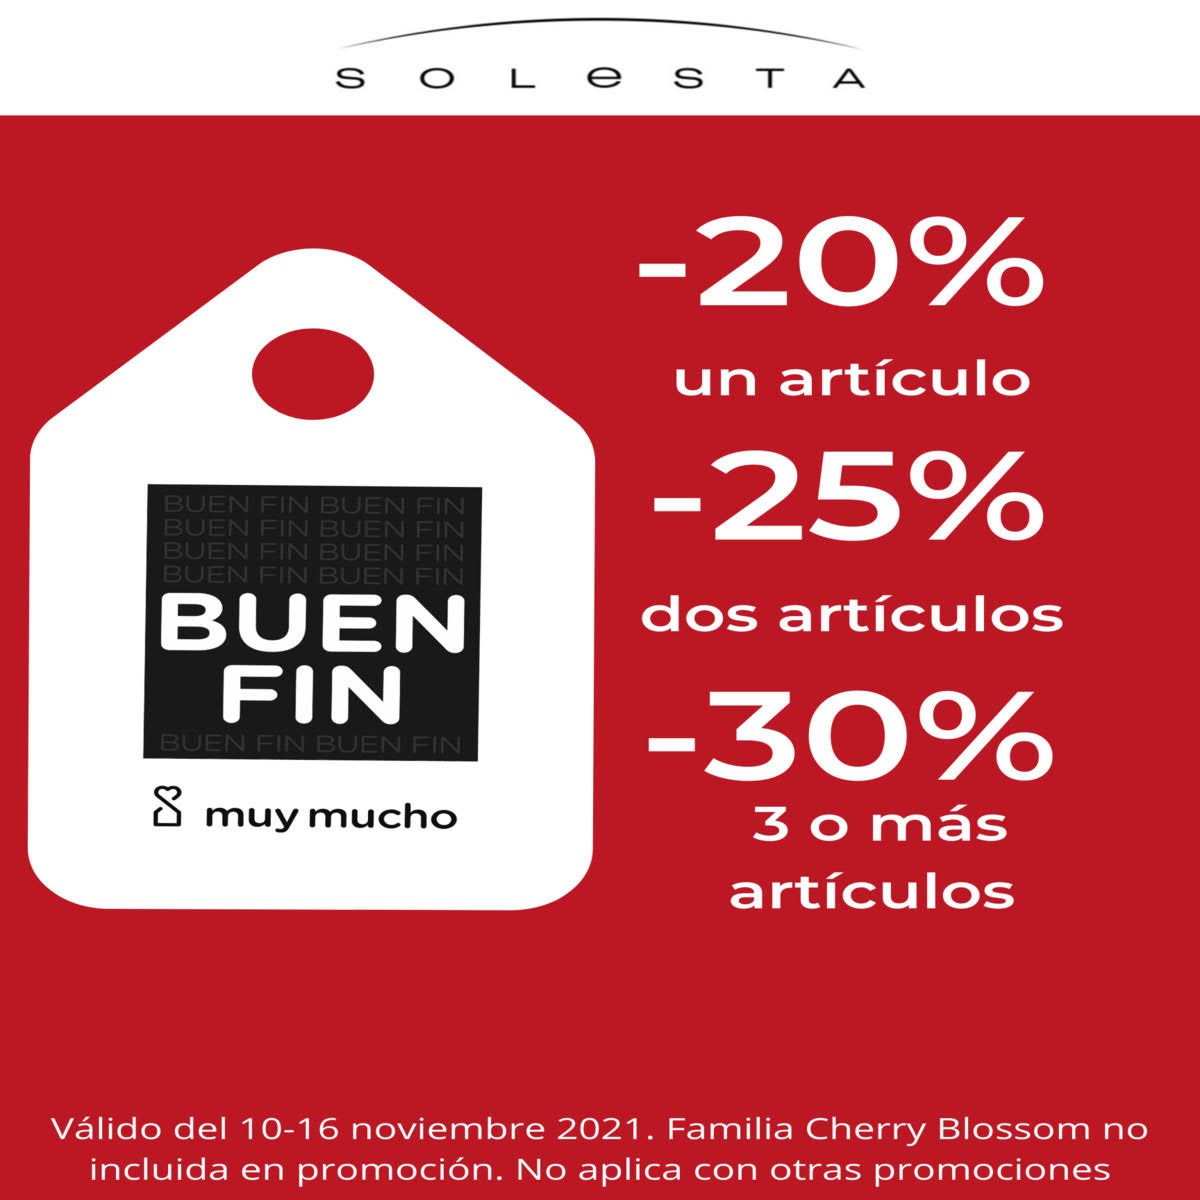 SOLeSTA
-20%
un artículo
-25%
dos artículos
-30%
3 o más
artículos
BUEN FIN BUEN FIN
BUEN FIN BUEN FIN
BUEN FIN BUEN FIN
BUEN FIN BUEN FIN
BUEN
FIN
BUEN FIN BUEN FIN
muy mucho
Válido del 10-16 noviembre 2021. Familia Cherry Blossom no
incluida en promoción. No aplica con otras promociones